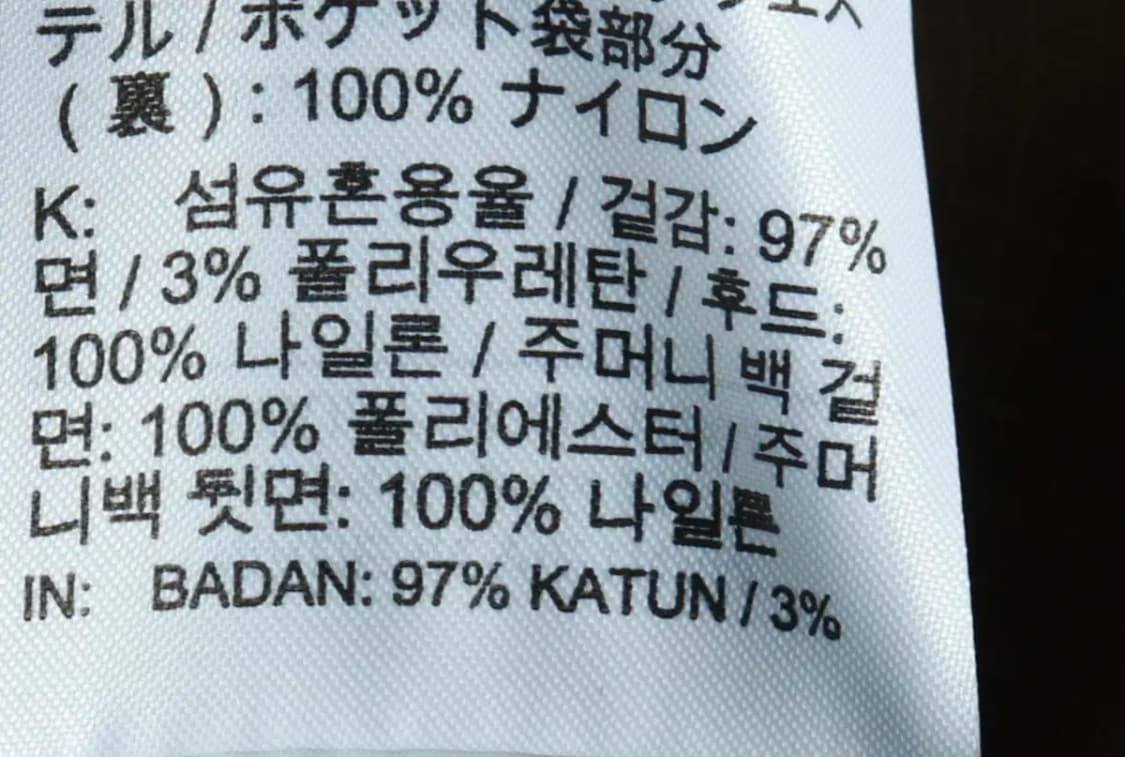 テル / ポケット袋部分
( 裏 ) : 100% ナイロン
K: 섬유혼용율 / 겉감: 97%
면 / 3% 폴리우레탄 / 후드:
100% 나일론 / 주머니 백 겉
면: 100% 폴리에스터 / 주머
니백 뒷면: 100% 나일론
IN: BADAN: 97% KATUN / 3%